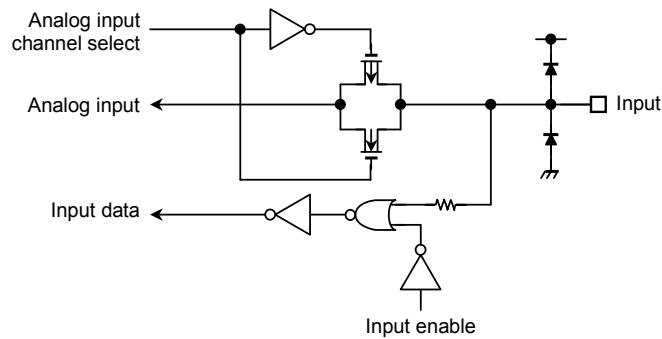 Analog input
channel select
Analog input
Input
Input data
Input enable